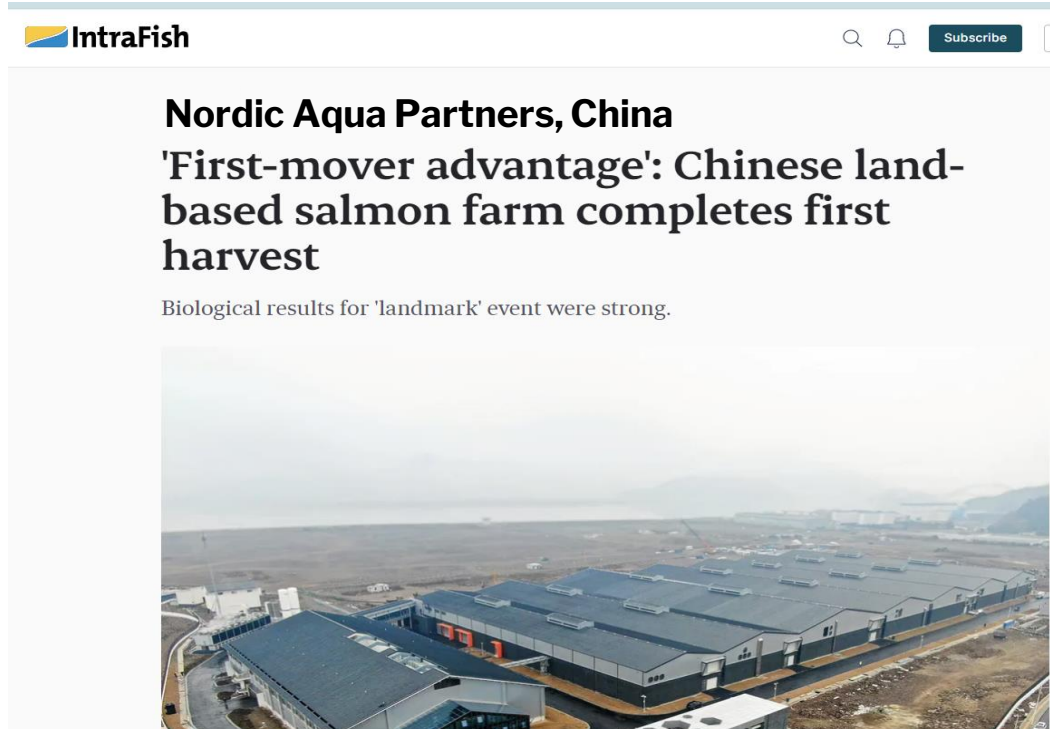 IntraFish
Subscribe
Nordic Aqua Partners, China
'First-mover advantage': Chinese land-
based salmon farm completes first
harvest
Biological results for 'landmark' event were strong.